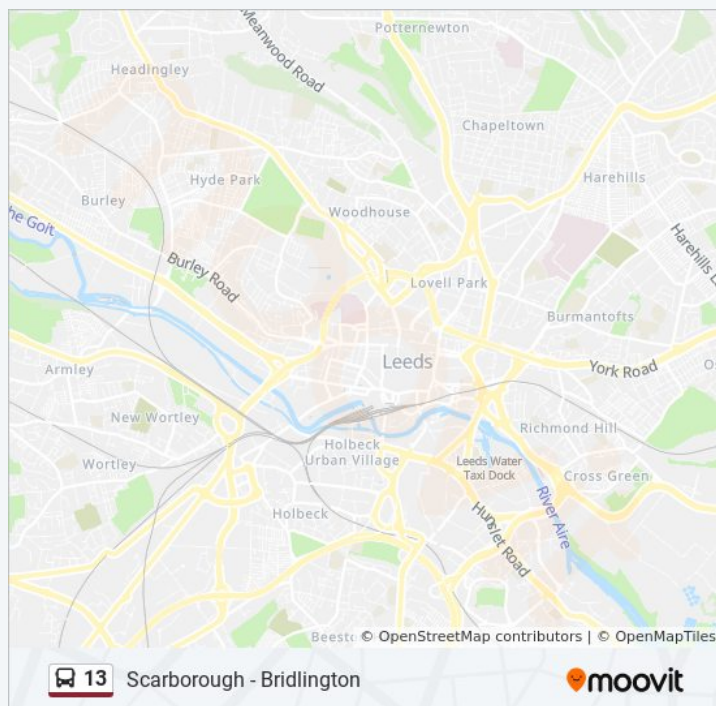 Potternewton
Meanwood Road
Headingley
Chapeltown
Harehills
Hyde Park
Burley
Woodhouse
he Goit
Harehills L
Burley Road
Lovell Park
Burmantofts
Leeds
York Road
Armley
Os
New Wortley
Richmond Hill
Holbeck
Urban Village
Wortley
Leeds Water
Taxi Dock
Cross Green
River Aire
Holbeck
Hunslet Road
Beesto
© OpenStreetMap contributors | © OpenMapTiles
13 Scarborough - Bridlington
moovit